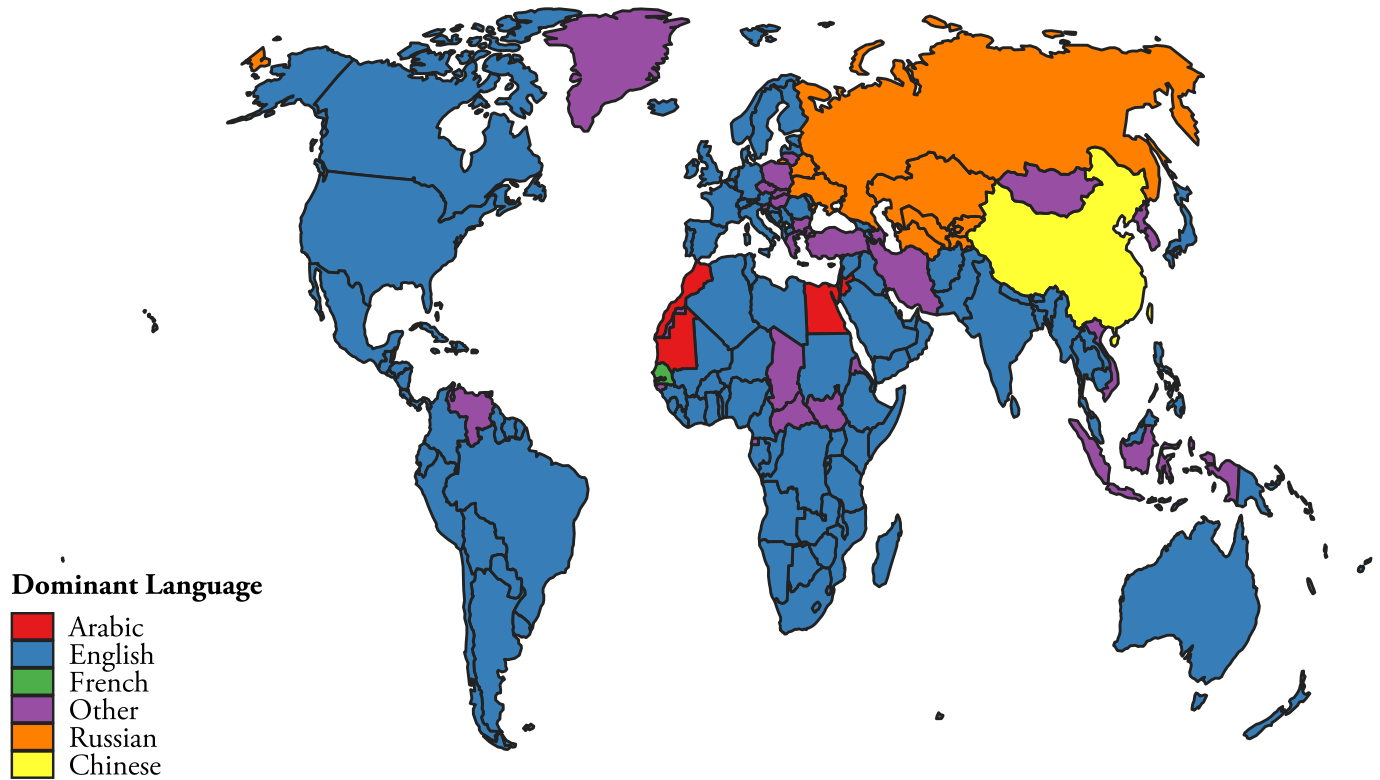 Dominant Language
Arabic
English
French
Other
Russian
Chinese